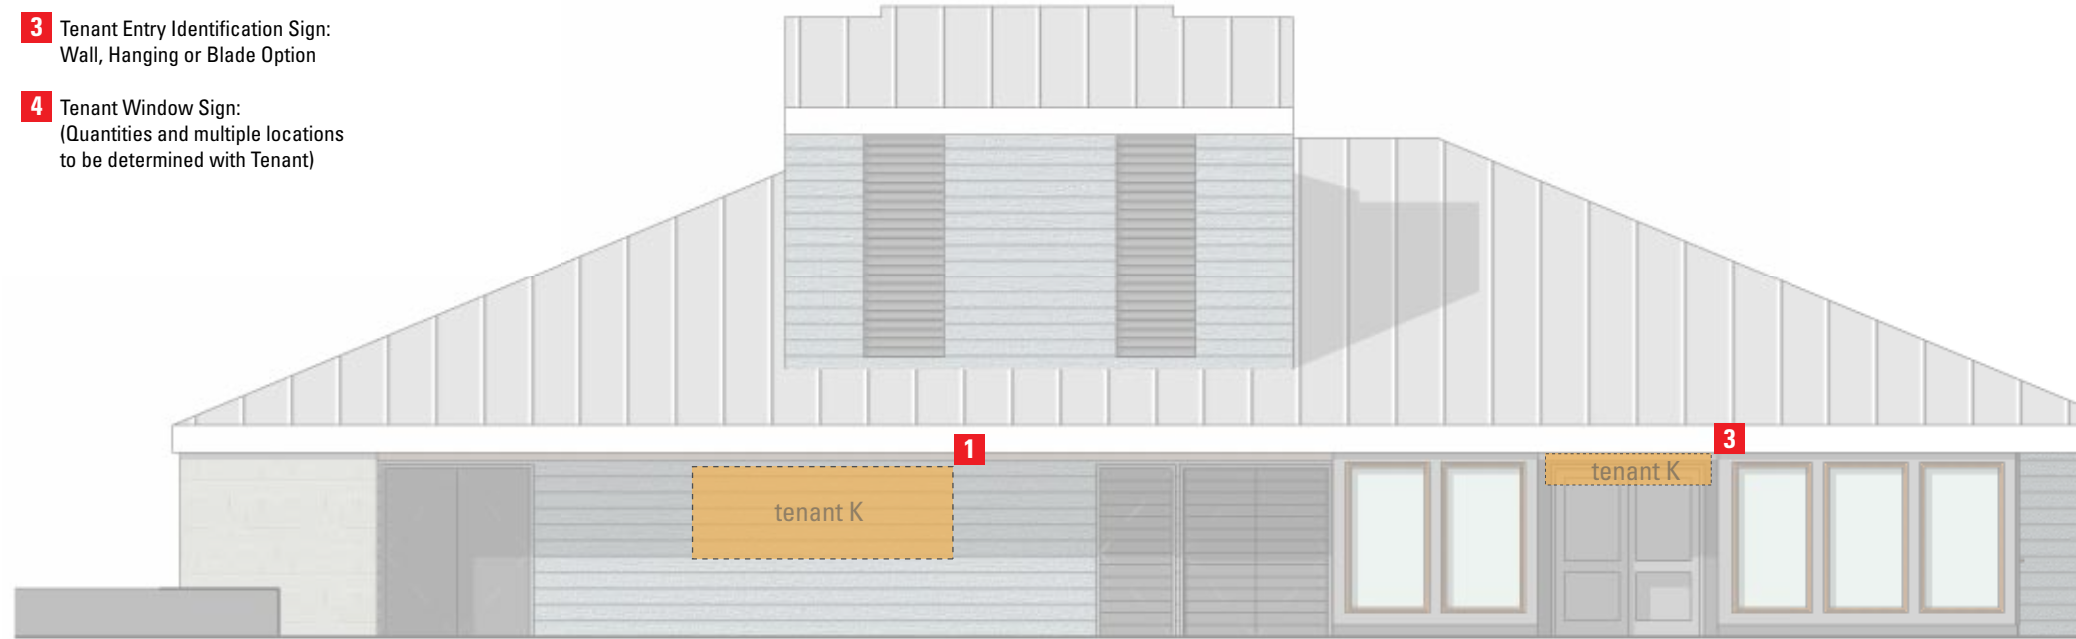 3 Tenant Entry Identification Sign:
Wall, Hanging or Blade Option
4 Tenant Window Sign:
(Quantities and multiple locations
to be determined with Tenant)
1
3
tenant K
tenant K